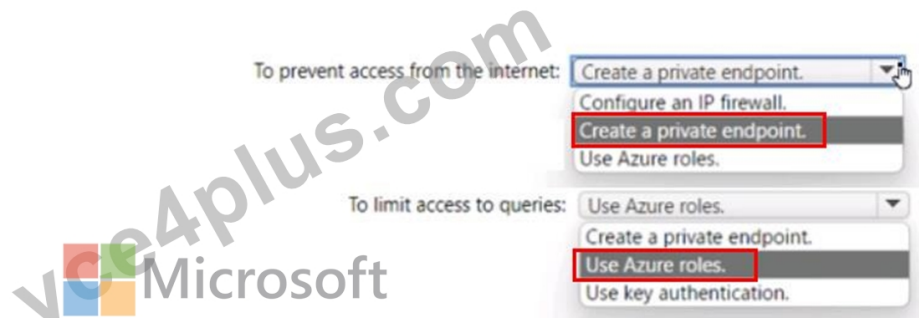 To prevent access from the internet: Create a private endpoint.
Configure an IP firewall.
Create a private endpoint.
Use Azure roles.
To limit access to queries: Use Azure roles.
Create a private endpoint.
Use Azure roles.
Use key authentication.
Microsoft
vce4plus.com